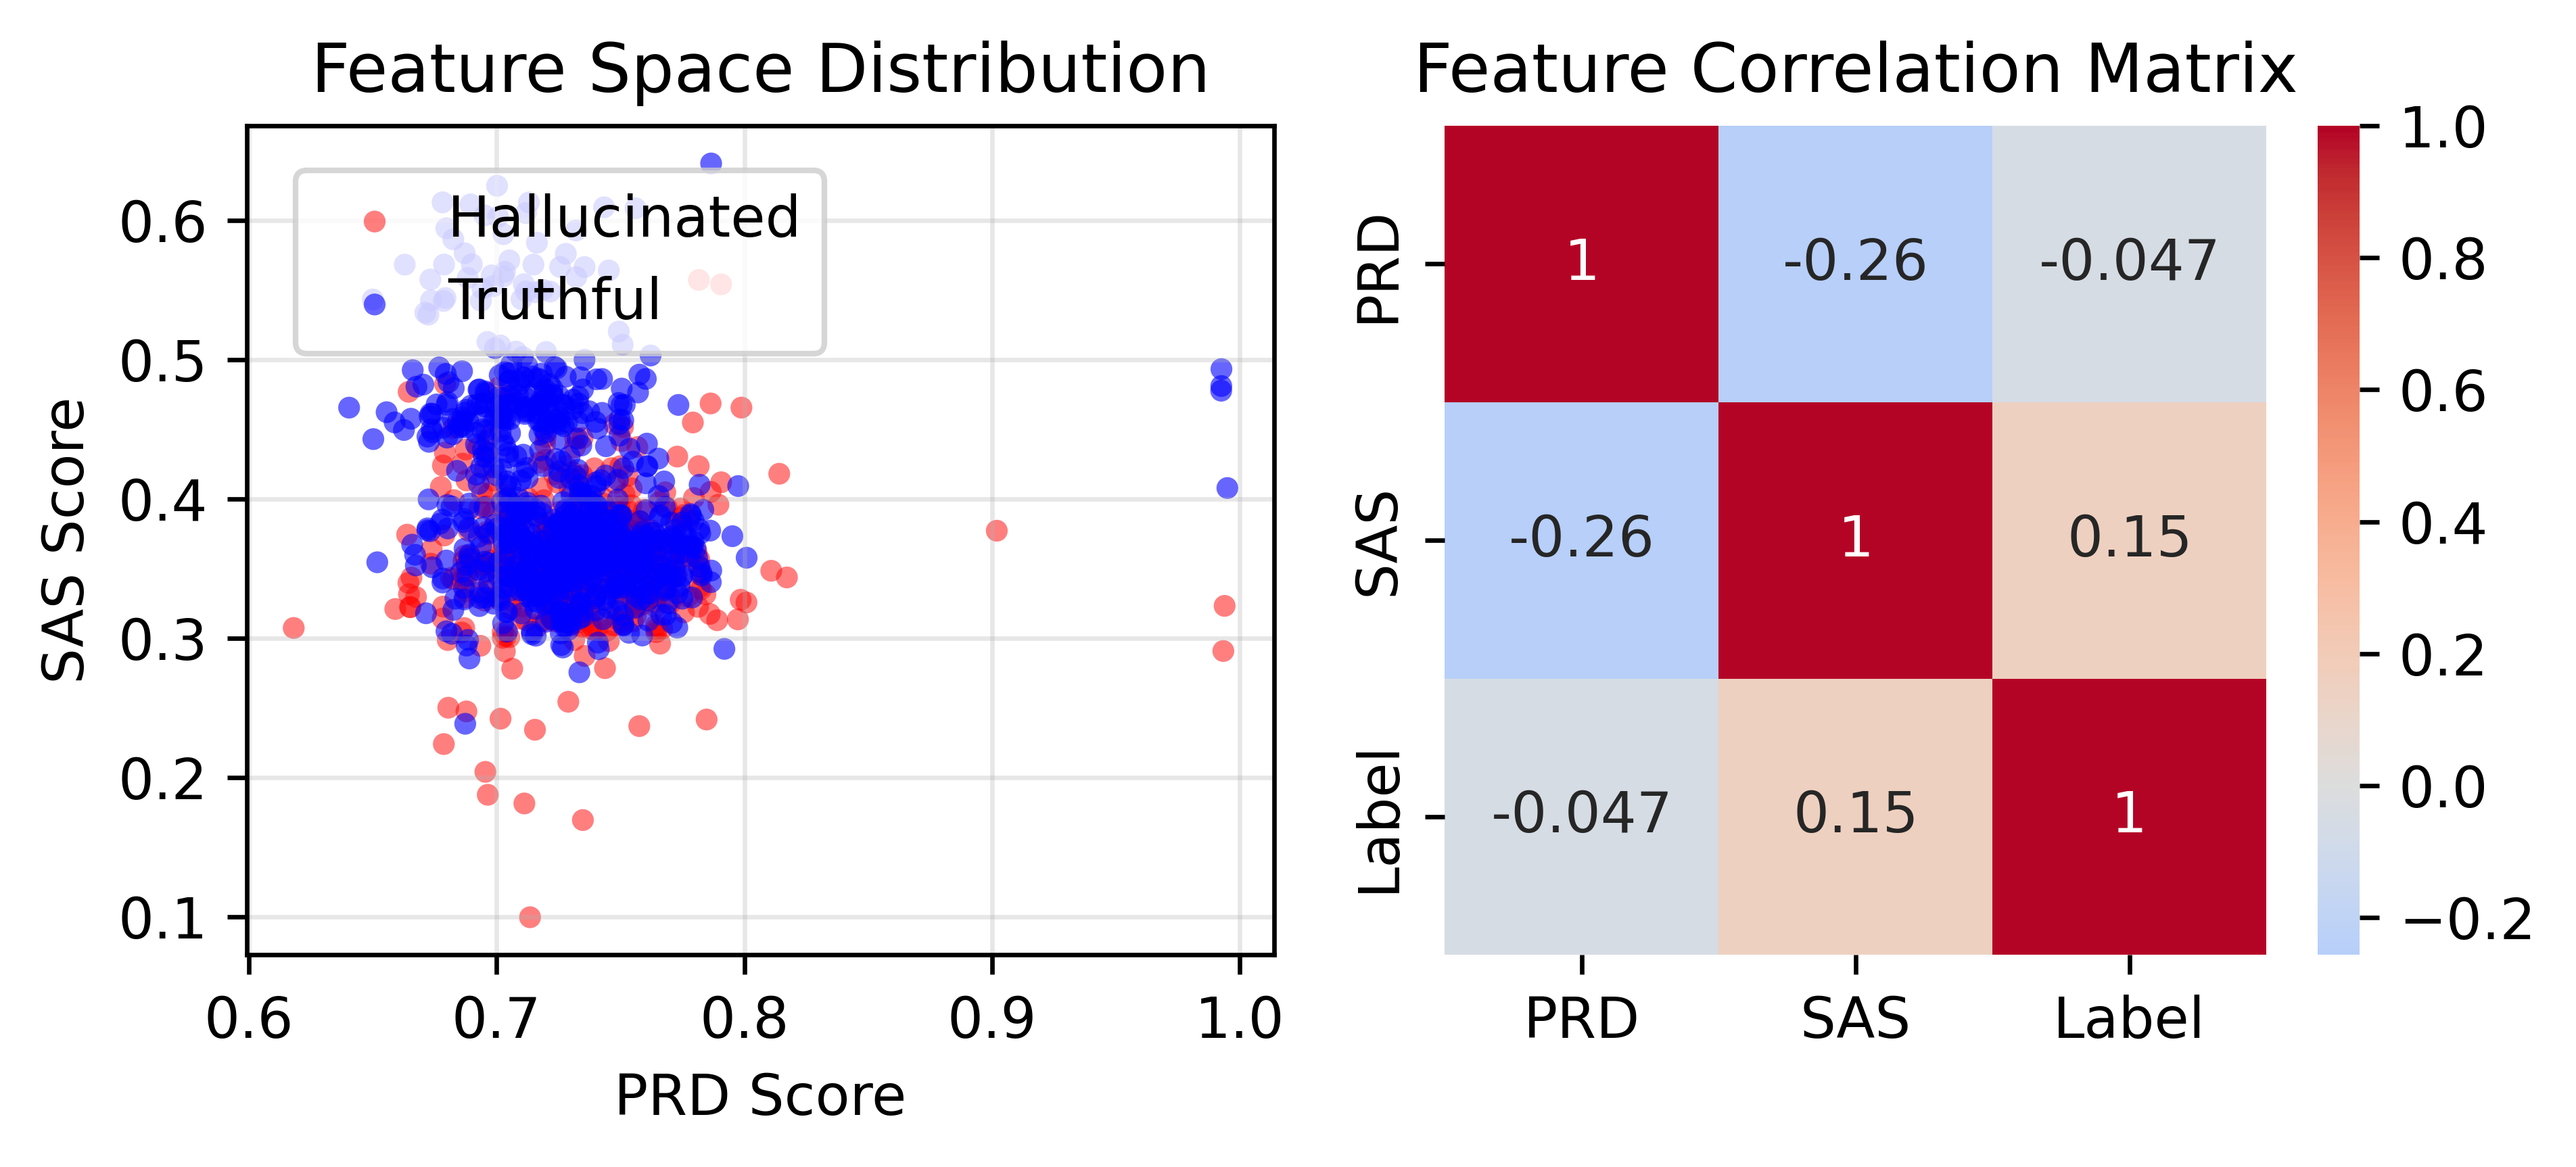 Feature Space Distribution
Hallucinated
Truthful
0.6
0.5
0.4
0.3
0.2
0.1
SAS Score
0.6 0.7 0.8 0.9 1.0
PRD Score
Feature Correlation Matrix
PRD
SAS
Label
1 -0.26 -0.047
-0.26 1 0.15
-0.047 0.15 1
PRD SAS Label
1.0
0.8
0.6
0.4
0.2
0.0
−0.2